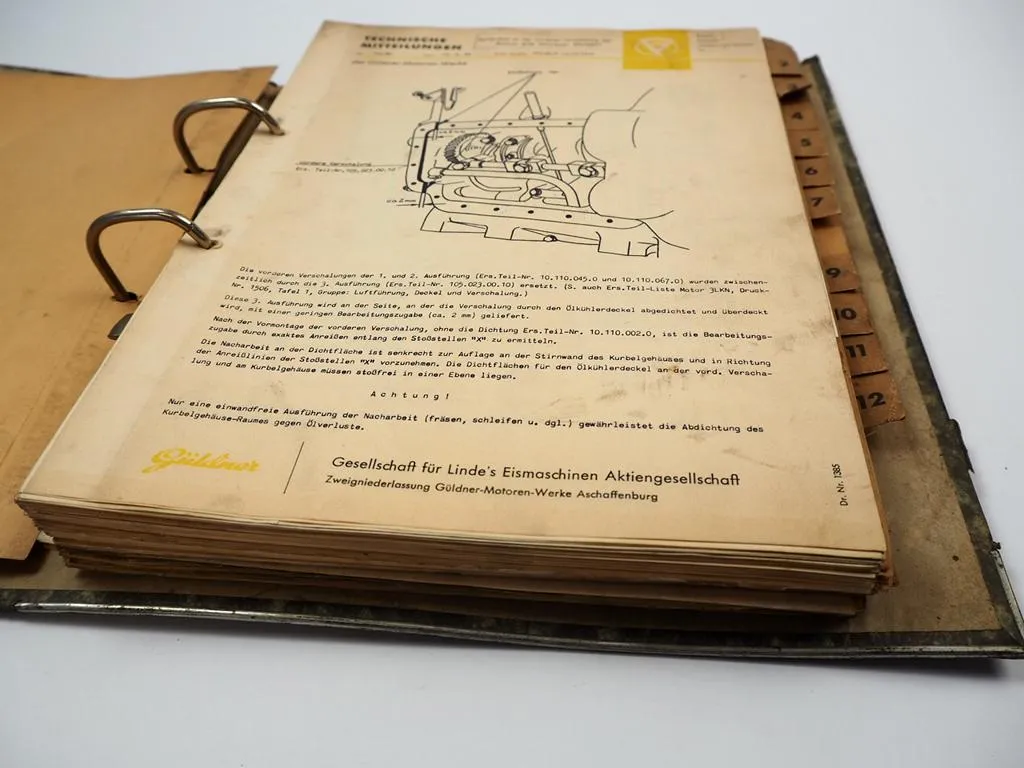 TECHNISCHE
MITTEILUNGEN
der Güldner-Motoren-Werke
vordere Verschalung
Ers. Teil-Nr. 105.023.00.10
ca 2 mm
Die vorderen Verschalungen der 1. und 2. Ausführung (Ers.Teil-Nr. 10.110.045.0 und 10.110.067.0) wurden zwischen-
zeitlich durch die 3. Ausführung (Ers.Teil-Nr. 105.023.00.10) ersetzt. (S. auch Ers.Teil-Liste Motor 3LKN, Druck-
Nr. 1506, Tafel 1, Gruppe: Luftführung, Deckel und Verschalung.)
Diese 3. Ausführung wird an der Seite, an der die Verschalung durch den Ölkühlerdeckel abgedichtet und überdeckt
wird, mit einer geringen Bearbeitungszugabe (ca. 2 mm) geliefert.
Nach der Vormontage der vorderen Verschalung, ohne die Dichtung Ers.Teil-Nr. 10.110.002.0, ist die Bearbeitungs-
zugabe durch exaktes Anreißen entlang den Stoßstellen "X" zu ermitteln.
Die Nacharbeit an der Dichtfläche ist senkrecht zur Auflage an der Stirnwand des Kurbelgehäuses und in Richtung
der Anreißlinien der Stoßstellen "X" vorzunehmen. Die Dichtflächen für den Ölkühlerdeckel an der vord. Verscha-
lung und am Kurbelgehäuse müssen stoßfrei in einer Ebene liegen.
Achtung!
Nur eine einwandfreie Ausführung der Nacharbeit (fräsen, schleifen u. dgl.) gewährleistet die Abdichtung des
Kurbelgehäuse-Raumes gegen Ölverluste.
Güldner
Gesellschaft für Linde's Eismaschinen Aktiengesellschaft
Zweigniederlassung Güldner-Motoren-Werke Aschaffenburg
Dr. Nr. 1385
4
5
6
7
9
10
11
12